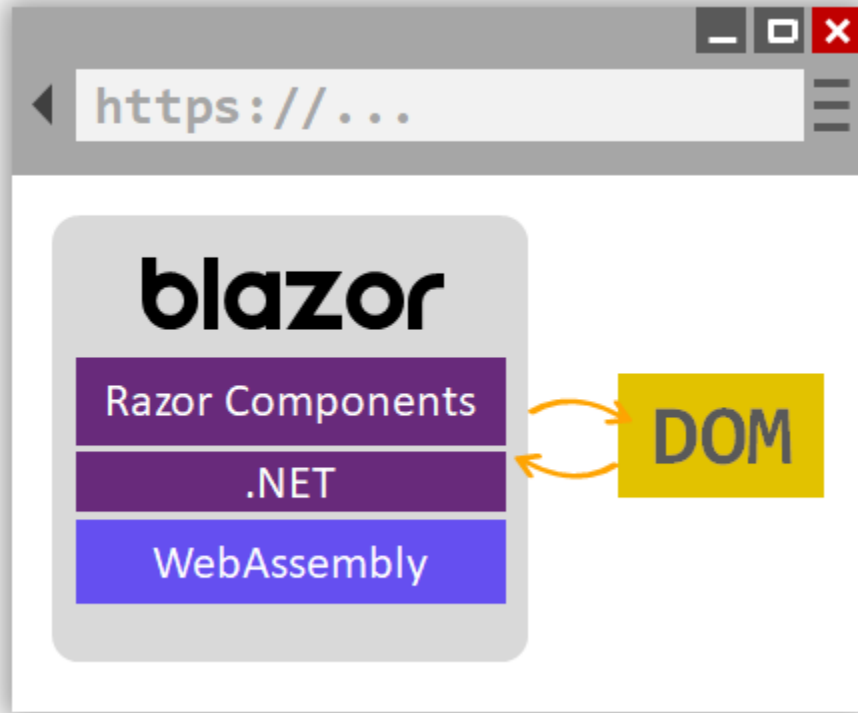 https://...
blazor
Razor Components
.NET
WebAssembly
DOM